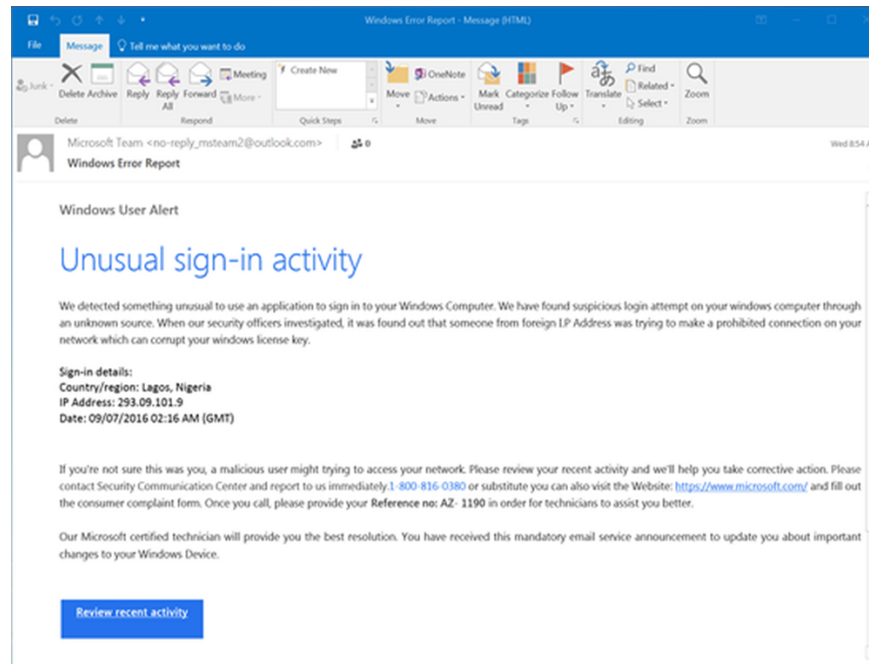 Windows Error Report - Message (HTML)
File Message Tell me what you want to do
Junk
Delete Archive
Reply Reply All Forward
Meeting
More
Create New
Move
OneNote
Actions
Mark Unread Categorize Follow Up
Translate
Find
Related
Select
Zoom
Delete Respond Quick Steps Move Tags Editing Zoom
Microsoft Team <no-reply_msteam2@outlook.com> 0
Wed 8:54
Windows Error Report
Windows User Alert
Unusual sign-in activity
We detected something unusual to use an application to sign in to your Windows Computer. We have found suspicious login attempt on your windows computer through
an unknown source. When our security officers investigated, it was found out that someone from foreign I.P Address was trying to make a prohibited connection on your
network which can corrupt your windows license key.
Sign-in details:
Country/region: Lagos, Nigeria
IP Address: 293.09.101.9
Date: 09/07/2016 02:16 AM (GMT)
If you're not sure this was you, a malicious user might trying to access your network. Please review your recent activity and we'll help you take corrective action. Please
contact Security Communication Center and report to us immediately.1-800-816-0380 or substitute you can also visit the Website: https://www.microsoft.com/ and fill out
the consumer complaint form. Once you call, please provide your Reference no: AZ- 1190 in order for technicians to assist you better.
Our Microsoft certified technician will provide you the best resolution. You have received this mandatory email service announcement to update you about important
changes to your Windows Device.
Review recent activity